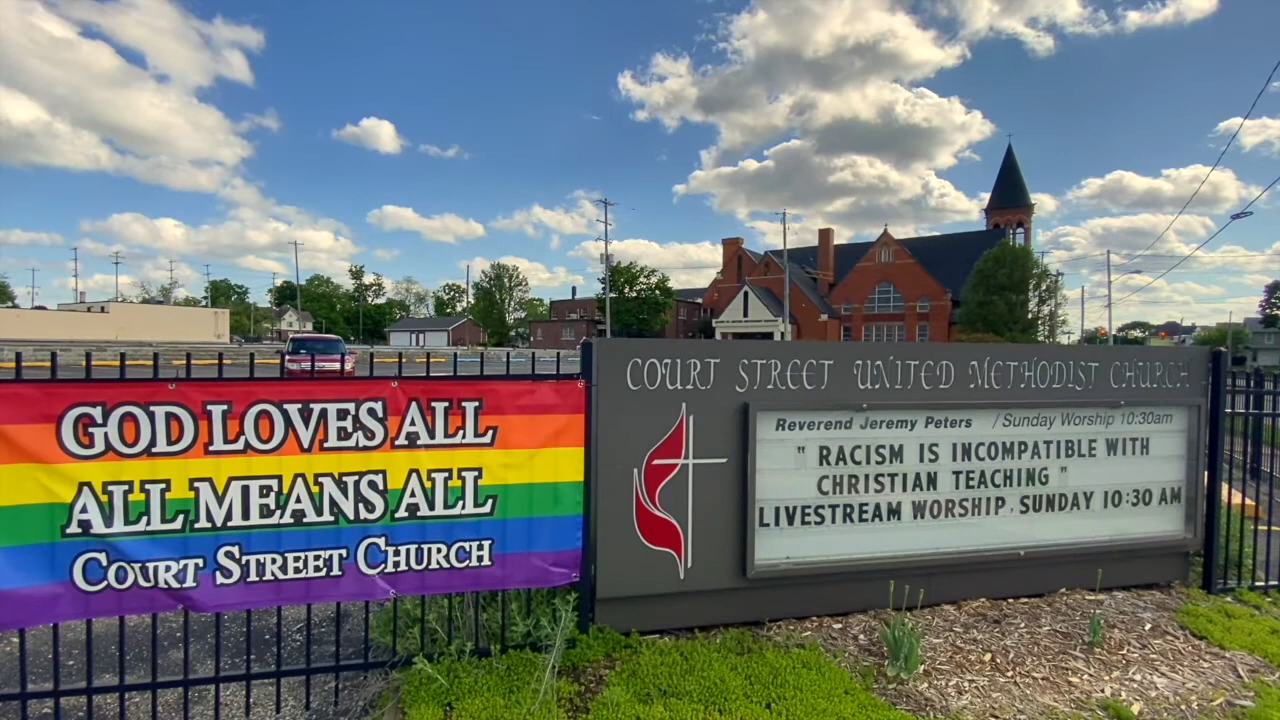 GOD LOVES ALL
ALL MEANS ALL
COURT STREET CHURCH
COURT STREET UNITED METHODIST CHURCH
Reverend Jeremy Peters / Sunday Worship 10:30am
" RACISM IS INCOMPATIBLE WITH
CHRISTIAN TEACHING "
LIVESTREAM WORSHIP, SUNDAY 10:30 AM